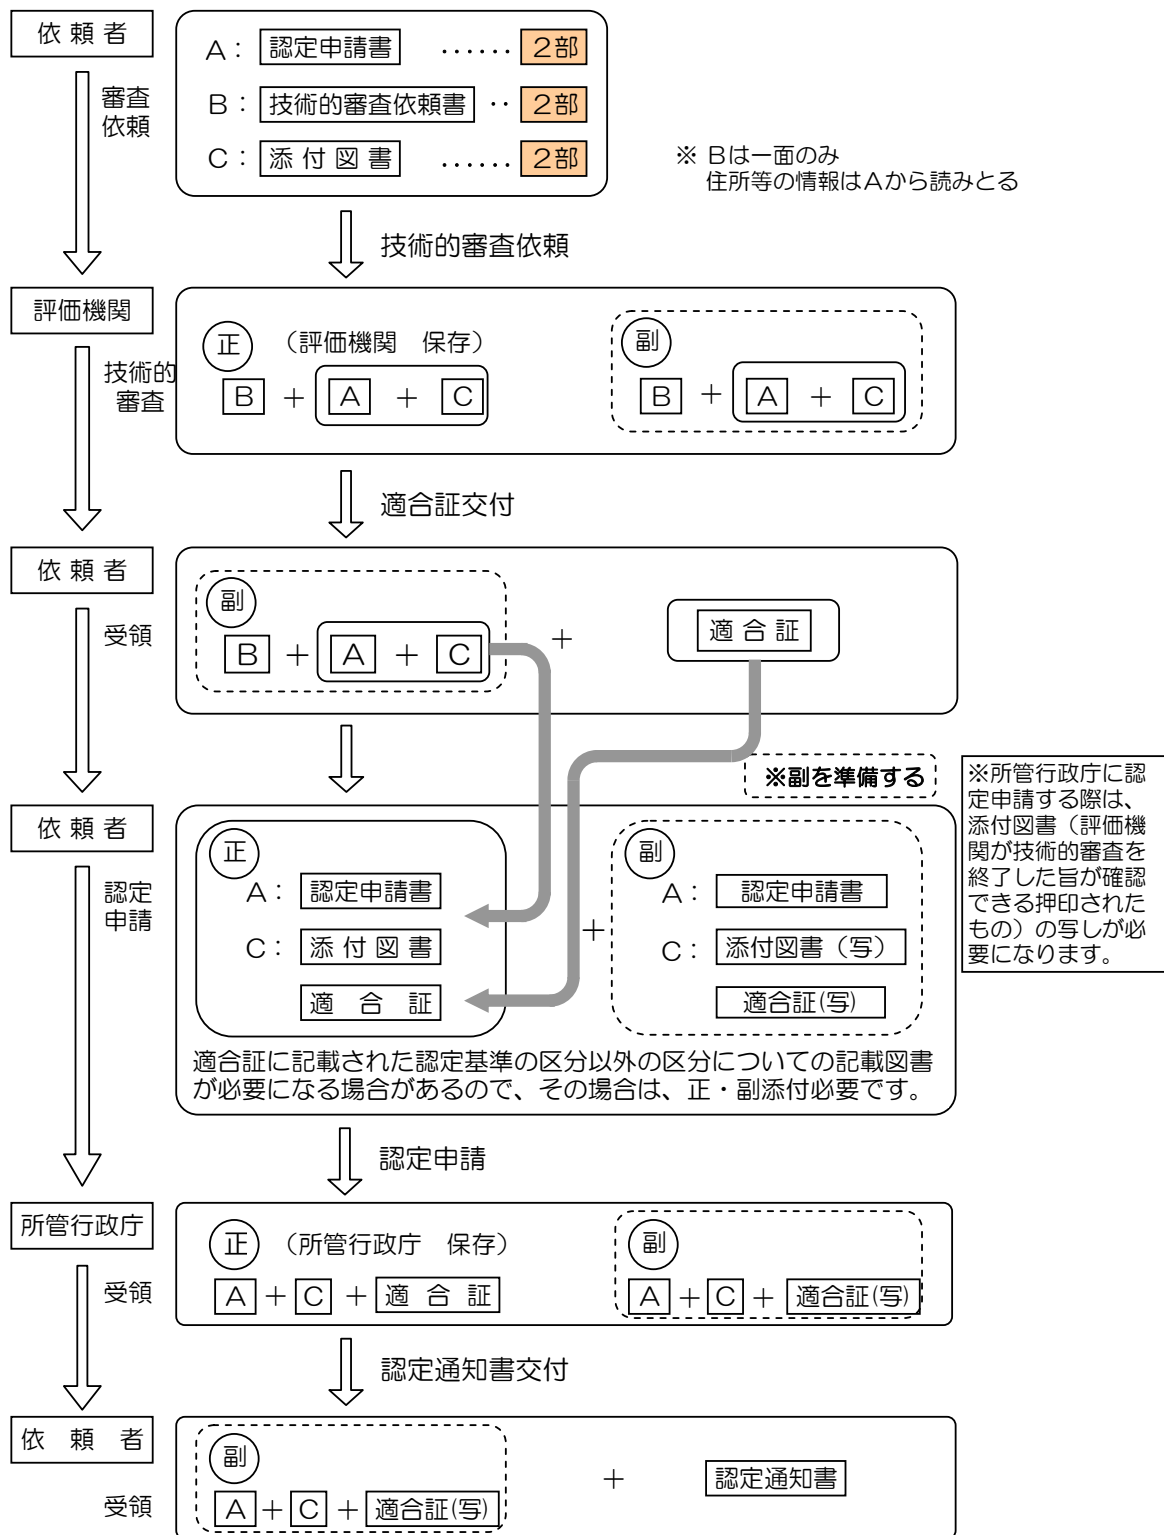 依 頼 者
A： 認定申請書 ‥‥‥ 2部
審査
依頼
B： 技術的審査依頼書 ‥ 2部
C： 添 付 図 書 ‥‥‥ 2部
※ Bは一面のみ
住所等の情報はAから読みとる
技術的審査依頼
評価機関
正 （評価機関　保存）
副
技術的
審査
B ＋ A ＋ C
B ＋ A ＋ C
適合証交付
依 頼 者
副
受領
B ＋ A ＋ C ＋ 適 合 証
※副を準備する
※所管行政庁に認
定申請する際は、
添付図書（評価機
関が技術的審査を
終了した旨が確認
できる押印された
もの）の写しが必
要になります。
依 頼 者
認定
申請
正
A： 認定申請書
C： 添 付 図 書
適　合　証
＋
副
A： 認定申請書
C： 添付図書（写）
適合証(写)
適合証に記載された認定基準の区分以外の区分についての記載図書
が必要になる場合があるので、その場合は、正・副添付必要です。
認定申請
所管行政庁
正 （所管行政庁　保存）
副
受領
A ＋ C ＋ 適 合 証
A ＋ C ＋ 適合証(写)
認定通知書交付
依　頼　者
副
受領
A ＋ C ＋ 適合証(写) ＋ 認定通知書